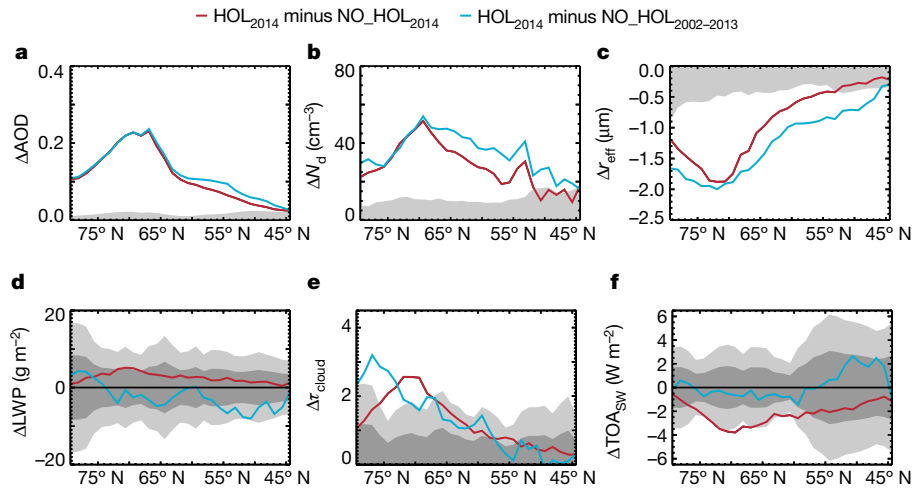 HOL2014 minus NO_HOL2014 HOL2014 minus NO_HOL2002–2013
a b c
0.4
0.2
0.0
ΔAOD
75° N 65° N 55° N 45° N
80
40
0
ΔNd (cm−3)
75° N 65° N 55° N 45° N
0.0
−0.5
−1.0
−1.5
−2.0
−2.5
Δreff (μm)
75° N 65° N 55° N 45° N
d e f
20
0
−20
ΔLWP (g m−2)
75° N 65° N 55° N 45° N
4
2
0
Δτcloud
75° N 65° N 55° N 45° N
6
4
2
0
−2
−4
−6
ΔTOASW (W m−2)
75° N 65° N 55° N 45° N